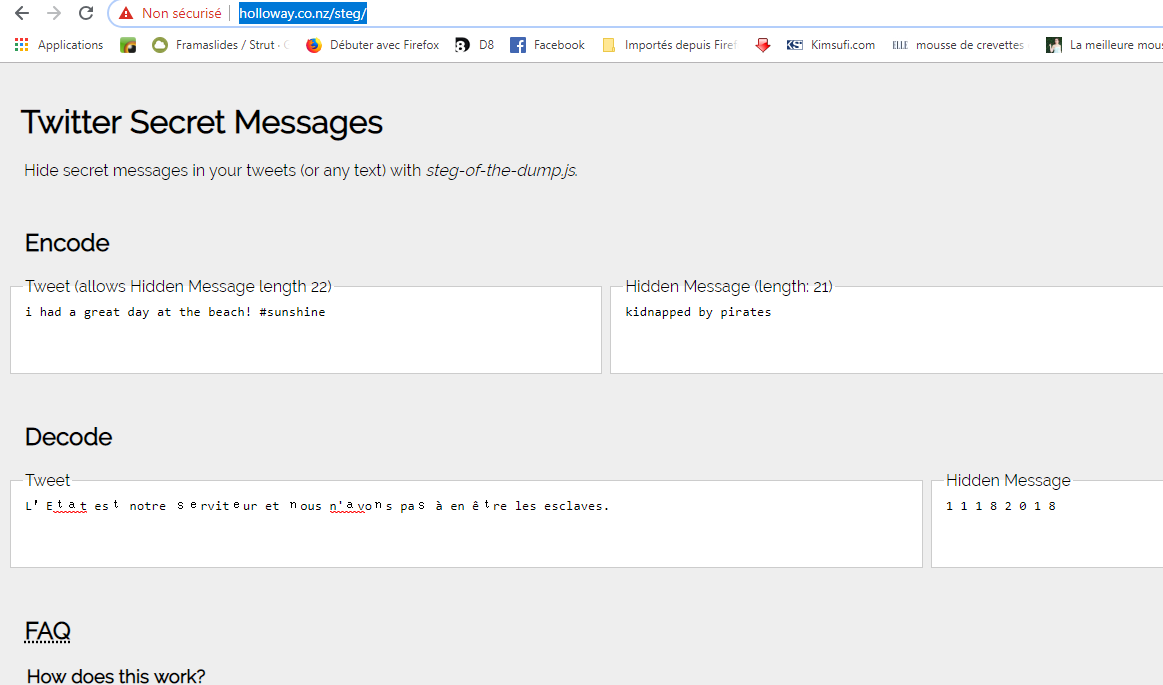 Non sécurisé | holloway.co.nz/steg/
Applications Framaslides / Strut · Débuter avec Firefox D8 Facebook Importés depuis Firef Kimsufi.com ELLE mousse de crevettes La meilleure mous
Twitter Secret Messages
Hide secret messages in your tweets (or any text) with steg-of-the-dump.js.
Encode
Tweet (allows Hidden Message length 22) Hidden Message (length: 21)
i had a great day at the beach! #sunshine kidnapped by pirates
Decode
Tweet Hidden Message
L’Etat est notre serviteur et nous n'avons pas à en être les esclaves. 1 1 1 8 2 0 1 8
FAQ
How does this work?